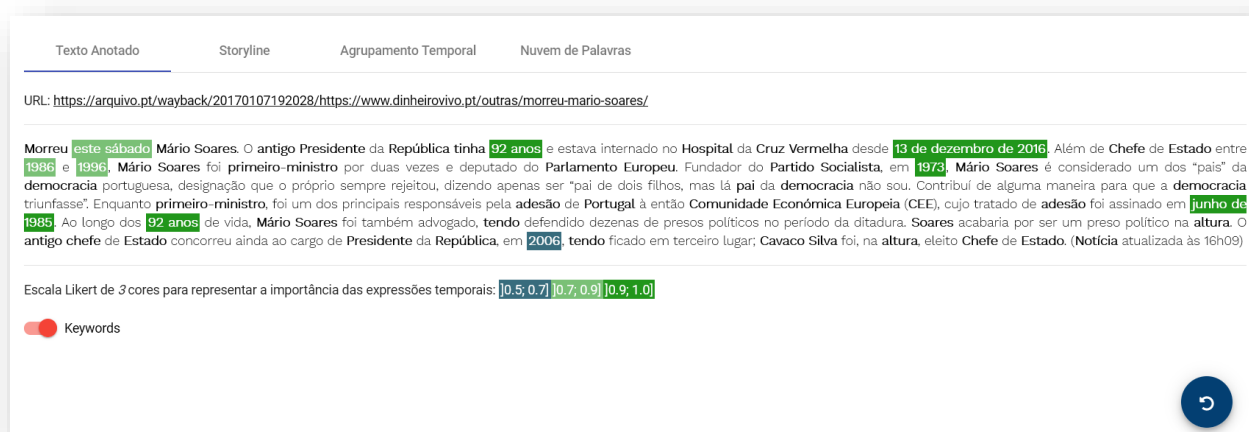 Texto Anotado Storyline Agrupamento Temporal Nuvem de Palavras
URL: https://arquivo.pt/wayback/20170107192028/https://www.dinheirovivo.pt/outras/morreu-mario-soares/
Morreu este sábado Mário Soares. O antigo Presidente da República tinha 92 anos e estava internado no Hospital da Cruz Vermelha desde 13 de dezembro de 2016. Além de Chefe de Estado entre
1986 e 1996, Mário Soares foi primeiro-ministro por duas vezes e deputado do Parlamento Europeu. Fundador do Partido Socialista, em 1973, Mário Soares é considerado um dos “pais” da
democracia portuguesa, designação que o próprio sempre rejeitou, dizendo apenas ser “pai de dois filhos, mas lá pai da democracia não sou. Contribuí de alguma maneira para que a democracia
triunfasse”. Enquanto primeiro-ministro, foi um dos principais responsáveis pela adesão de Portugal à então Comunidade Económica Europeia (CEE), cujo tratado de adesão foi assinado em junho de
1985. Ao longo dos 92 anos de vida, Mário Soares foi também advogado, tendo defendido dezenas de presos políticos no período da ditadura. Soares acabaria por ser um preso político na altura. O
antigo chefe de Estado concorreu ainda ao cargo de Presidente da República, em 2006, tendo ficado em terceiro lugar; Cavaco Silva foi, na altura, eleito Chefe de Estado. (Notícia atualizada às 16h09)
Escala Likert de 3 cores para representar a importância das expressões temporais: ]0.5; 0.7] ]0.7; 0.9] ]0.9; 1.0]
Keywords